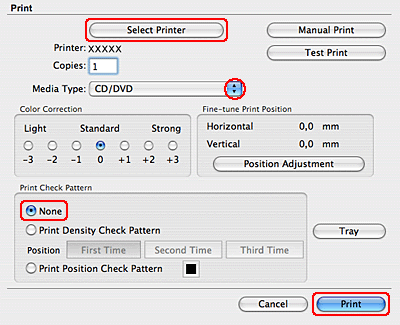 Print
Select Printer
Manual Print
Printer: XXXXX
Test Print
Copies: 1
Media Type: CD/DVD
Color Correction
Light Standard Strong
-3 -2 -1 0 +1 +2 +3
Fine-tune Print Position
Horizontal 0,0 mm
Vertical 0,0 mm
Position Adjustment
Print Check Pattern
None
Print Density Check Pattern
Tray
Position First Time Second Time Third Time
Print Position Check Pattern
Cancel Print